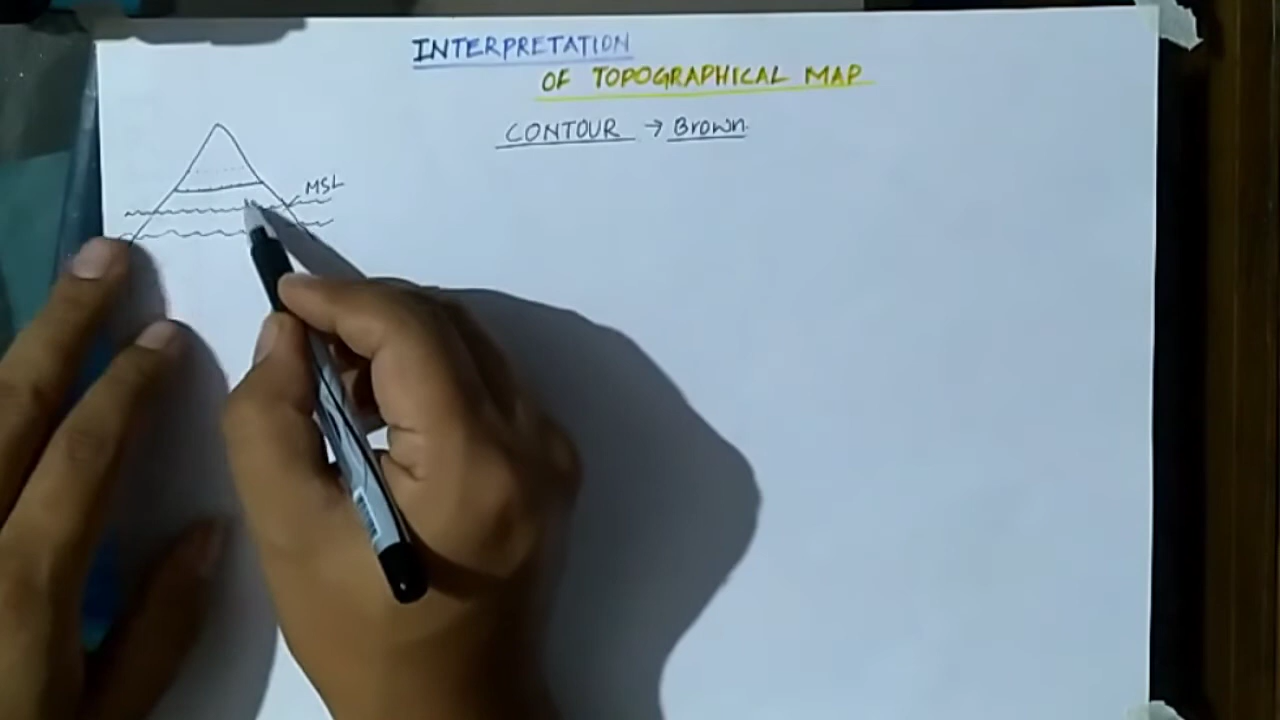 INTERPRETATION
OF TOPOGRAPHICAL MAP
CONTOUR → Brown.
MSL